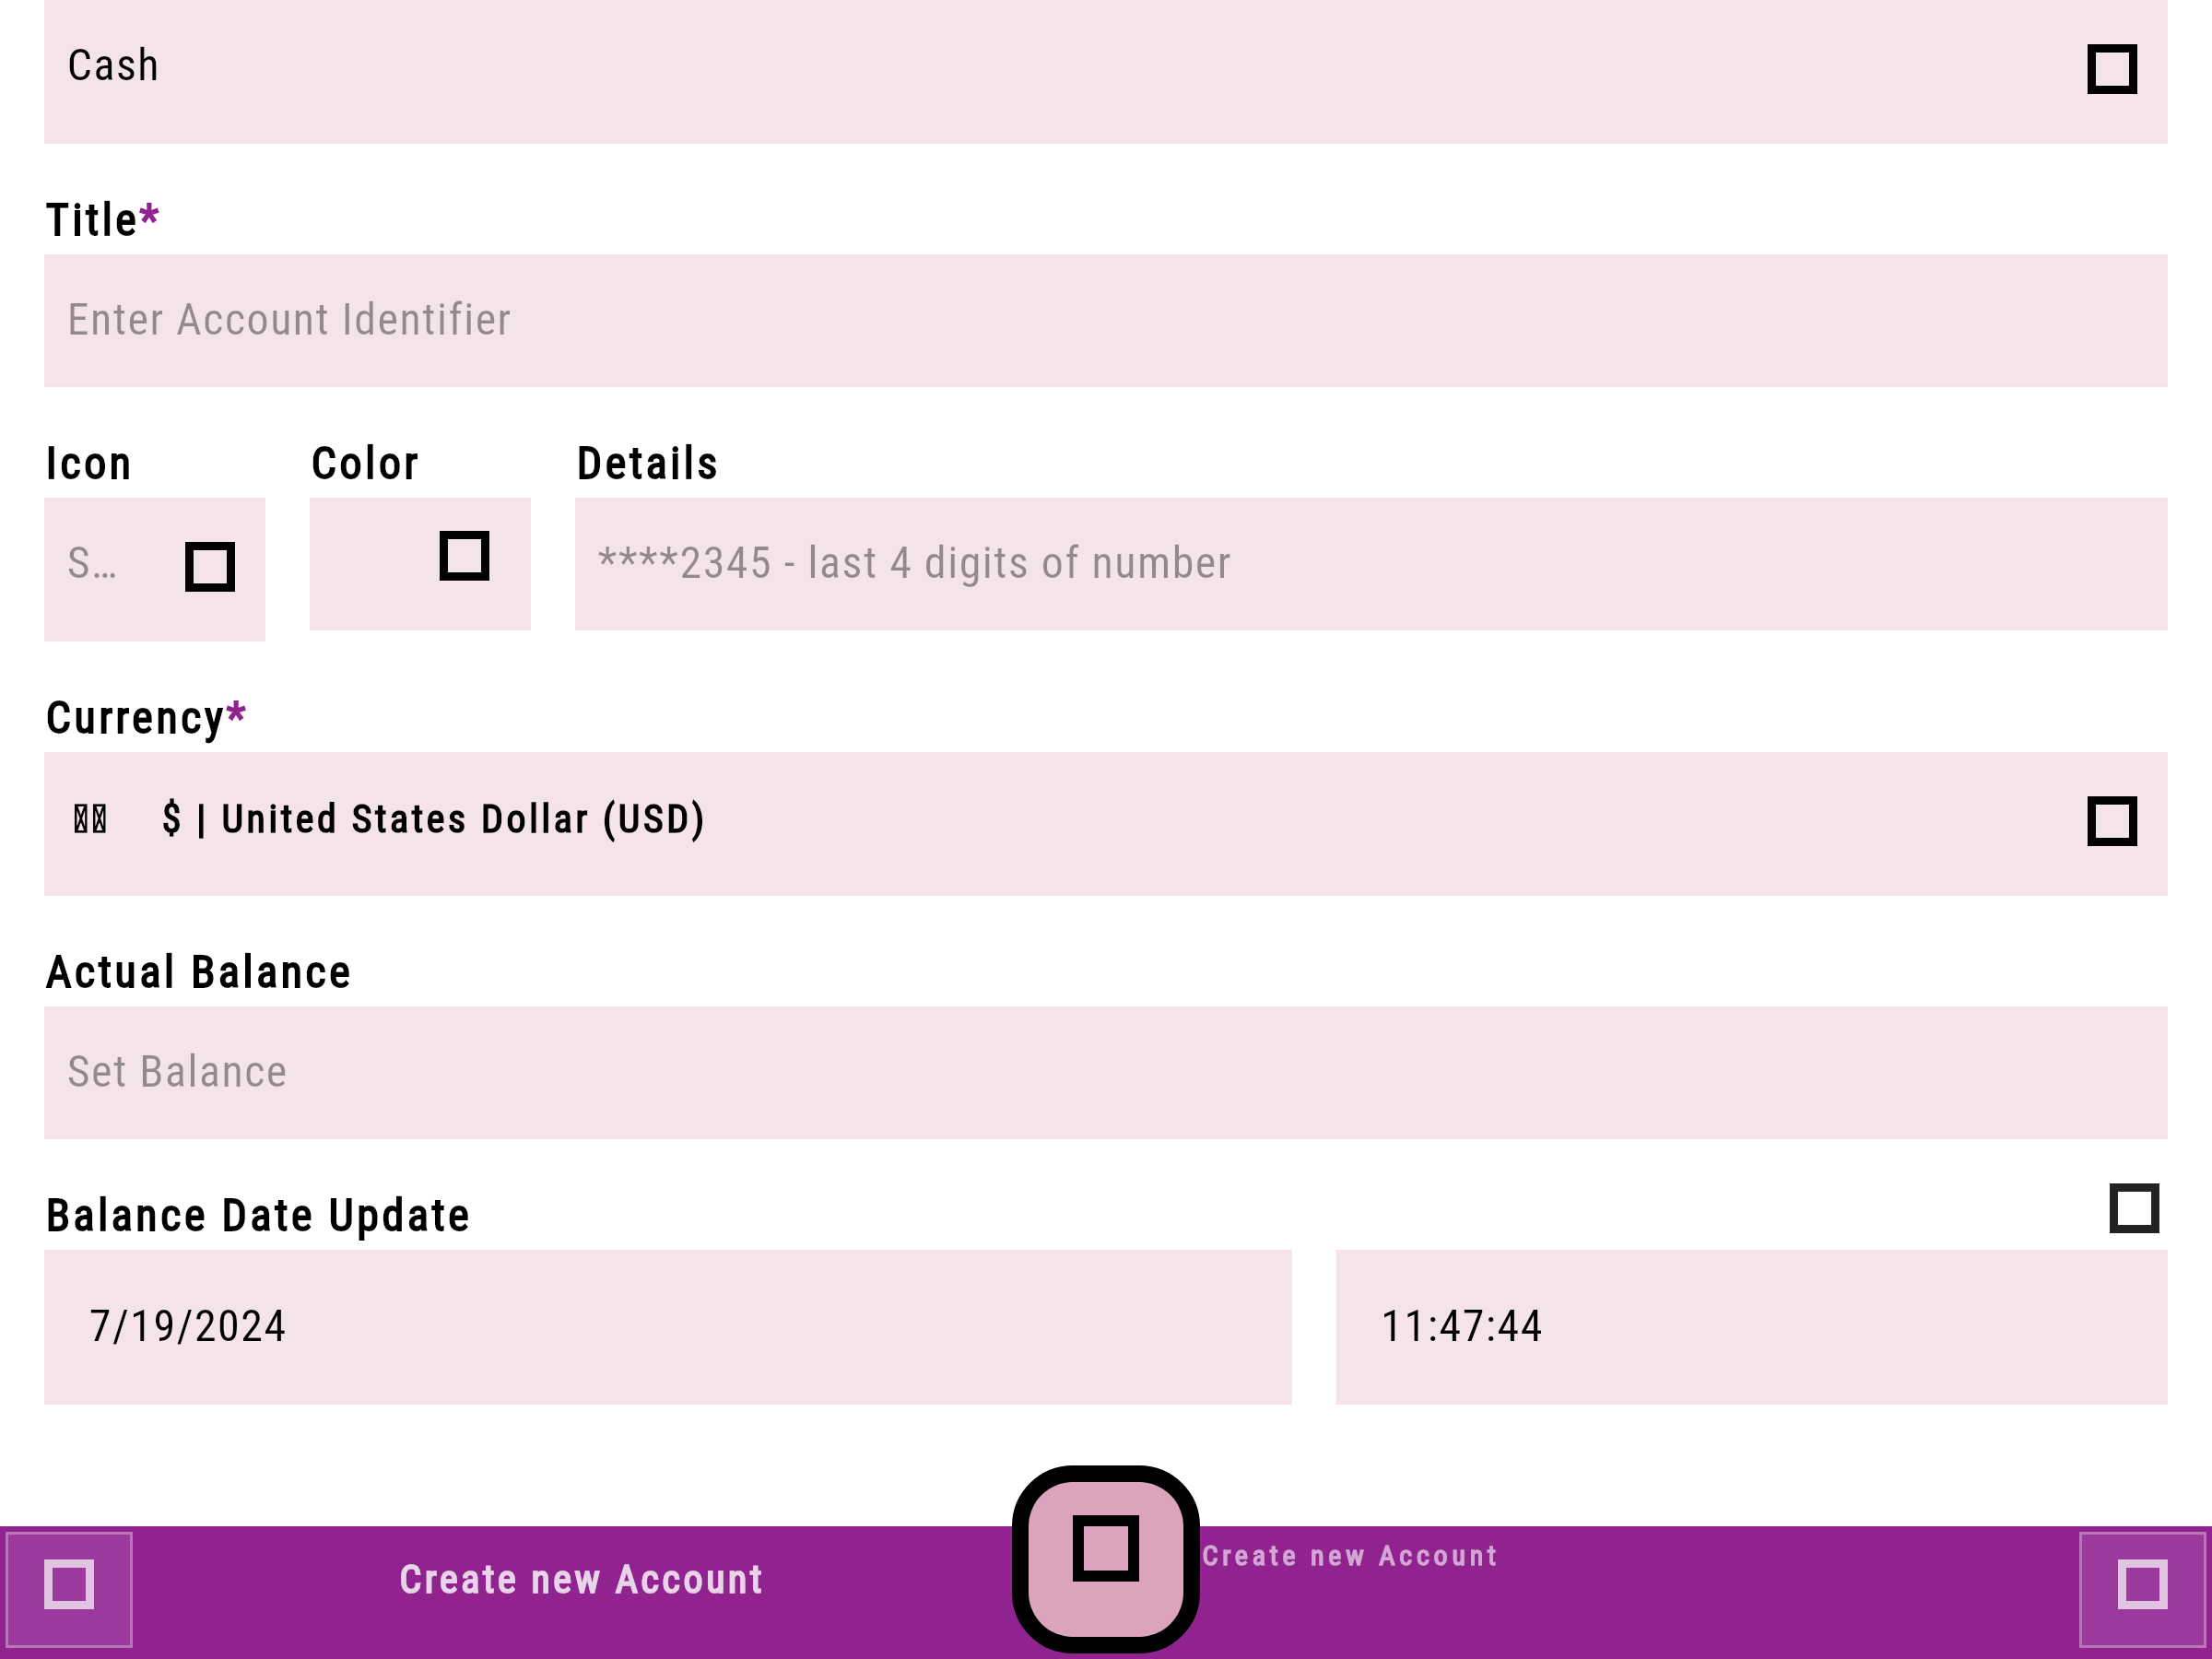 Cash
Title*
Enter Account Identifier
Icon Color Details
S… ****2345 - last 4 digits of number
Currency*
$ | United States Dollar (USD)
Actual Balance
Set Balance
Balance Date Update
7/19/2024 11:47:44
Create new Account
Create new Account